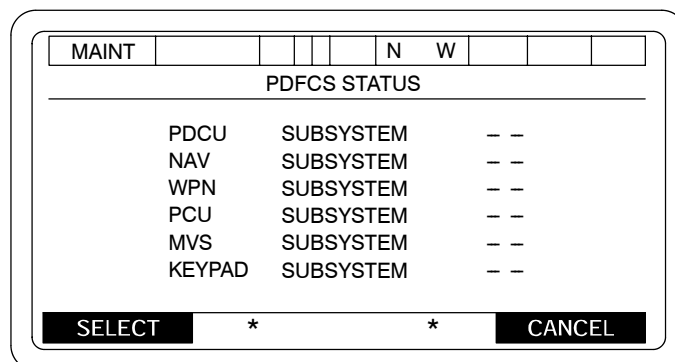 MAINT N W
PDFCS STATUS
PDCU SUBSYSTEM – –
NAV SUBSYSTEM – –
WPN SUBSYSTEM – –
PCU SUBSYSTEM – –
MVS SUBSYSTEM – –
KEYPAD SUBSYSTEM – –
SELECT * * CANCEL